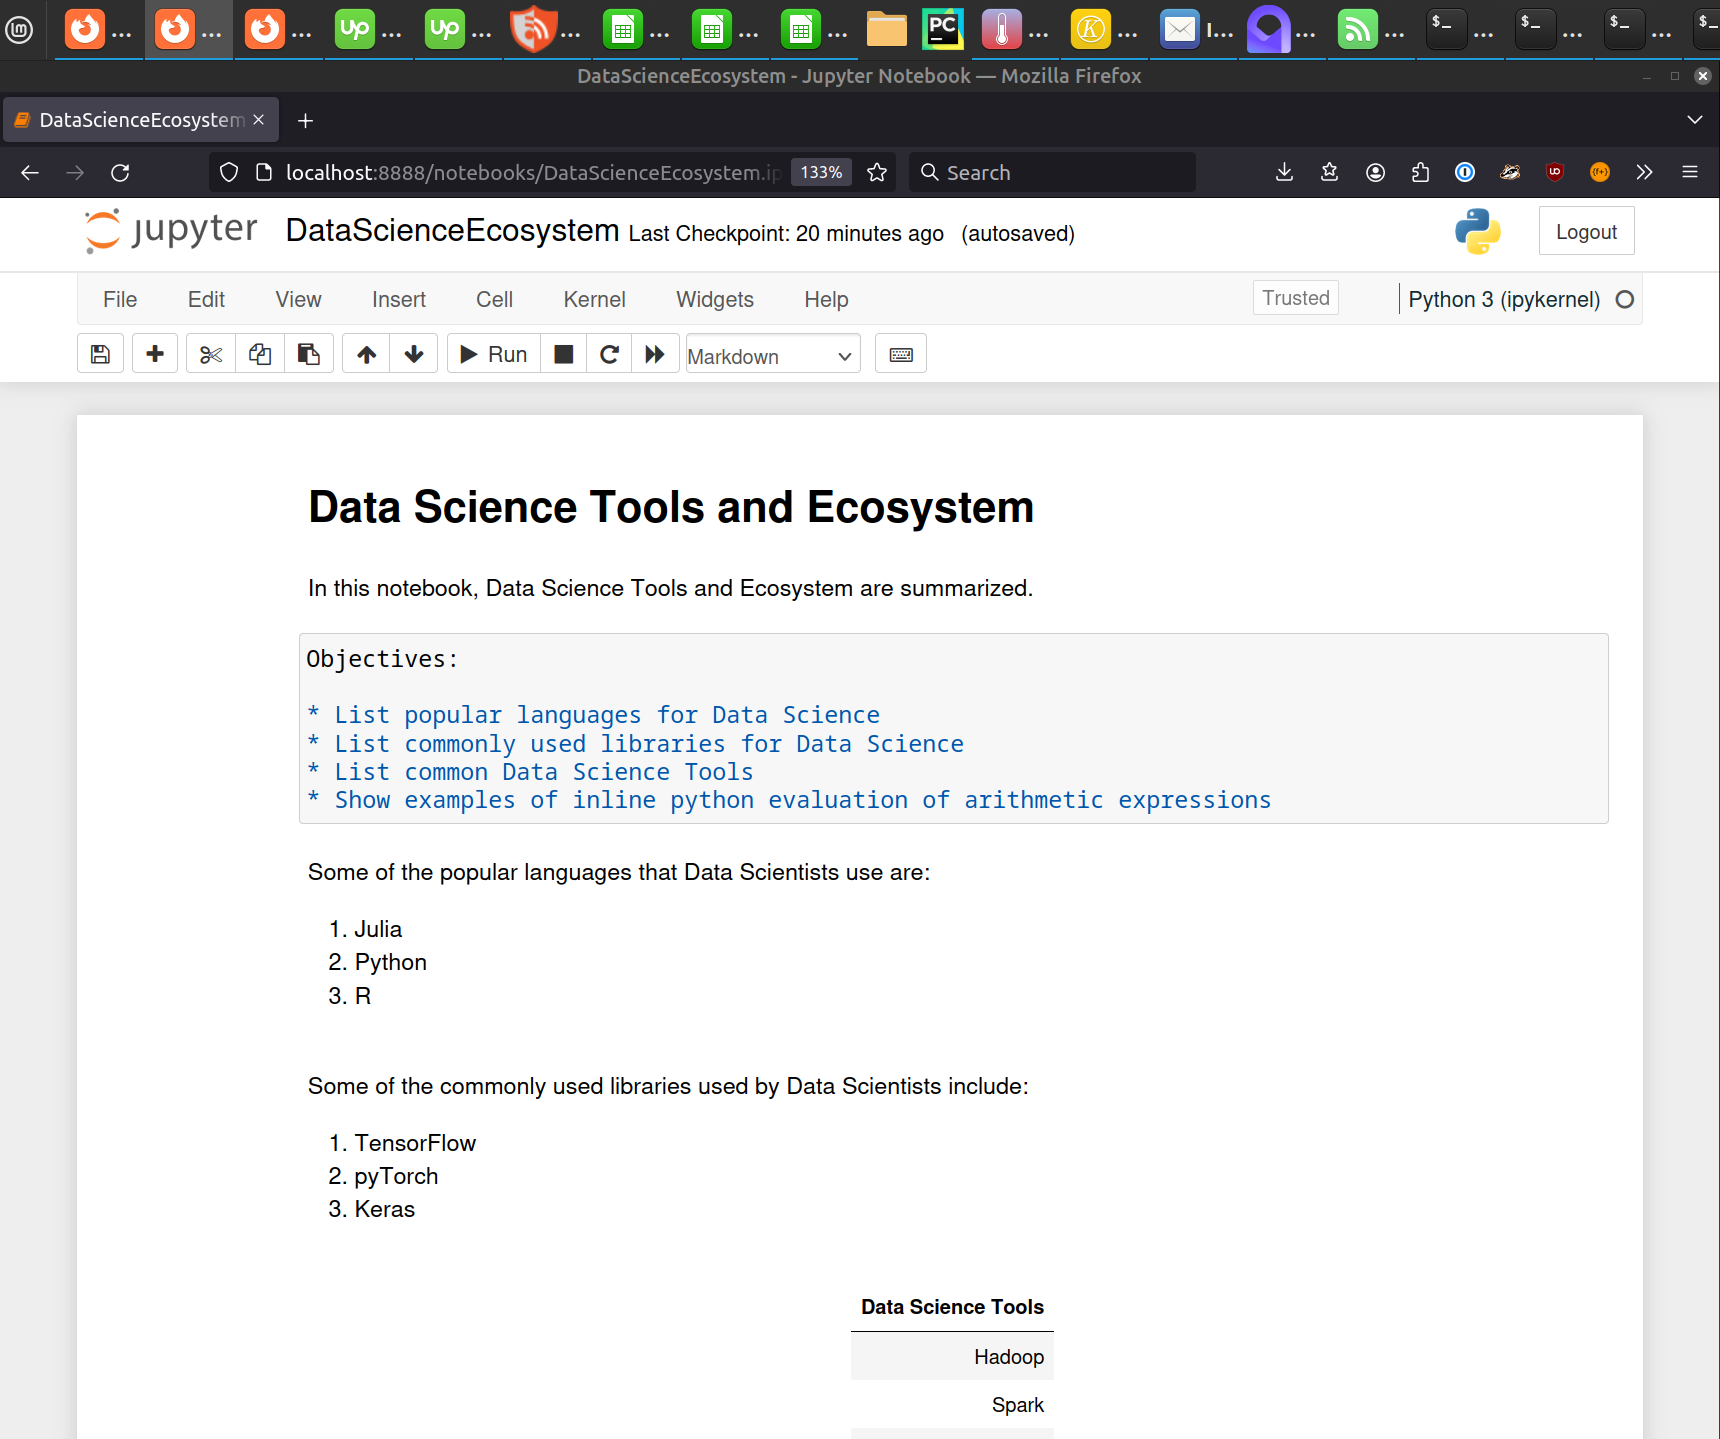 DataScienceEcosystem - Jupyter Notebook — Mozilla Firefox
DataScienceEcosystem
localhost:8888/notebooks/DataScienceEcosystem.ip
133%
Search
jupyter
DataScienceEcosystem
Last Checkpoint: 20 minutes ago (autosaved)
Logout
File Edit View Insert Cell Kernel Widgets Help
Trusted
Python 3 (ipykernel)
Run
Markdown
Data Science Tools and Ecosystem
In this notebook, Data Science Tools and Ecosystem are summarized.
Objectives:
* List popular languages for Data Science
* List commonly used libraries for Data Science
* List common Data Science Tools
* Show examples of inline python evaluation of arithmetic expressions
Some of the popular languages that Data Scientists use are:
1. Julia
2. Python
3. R
Some of the commonly used libraries used by Data Scientists include:
1. TensorFlow
2. pyTorch
3. Keras
Data Science Tools
Hadoop
Spark